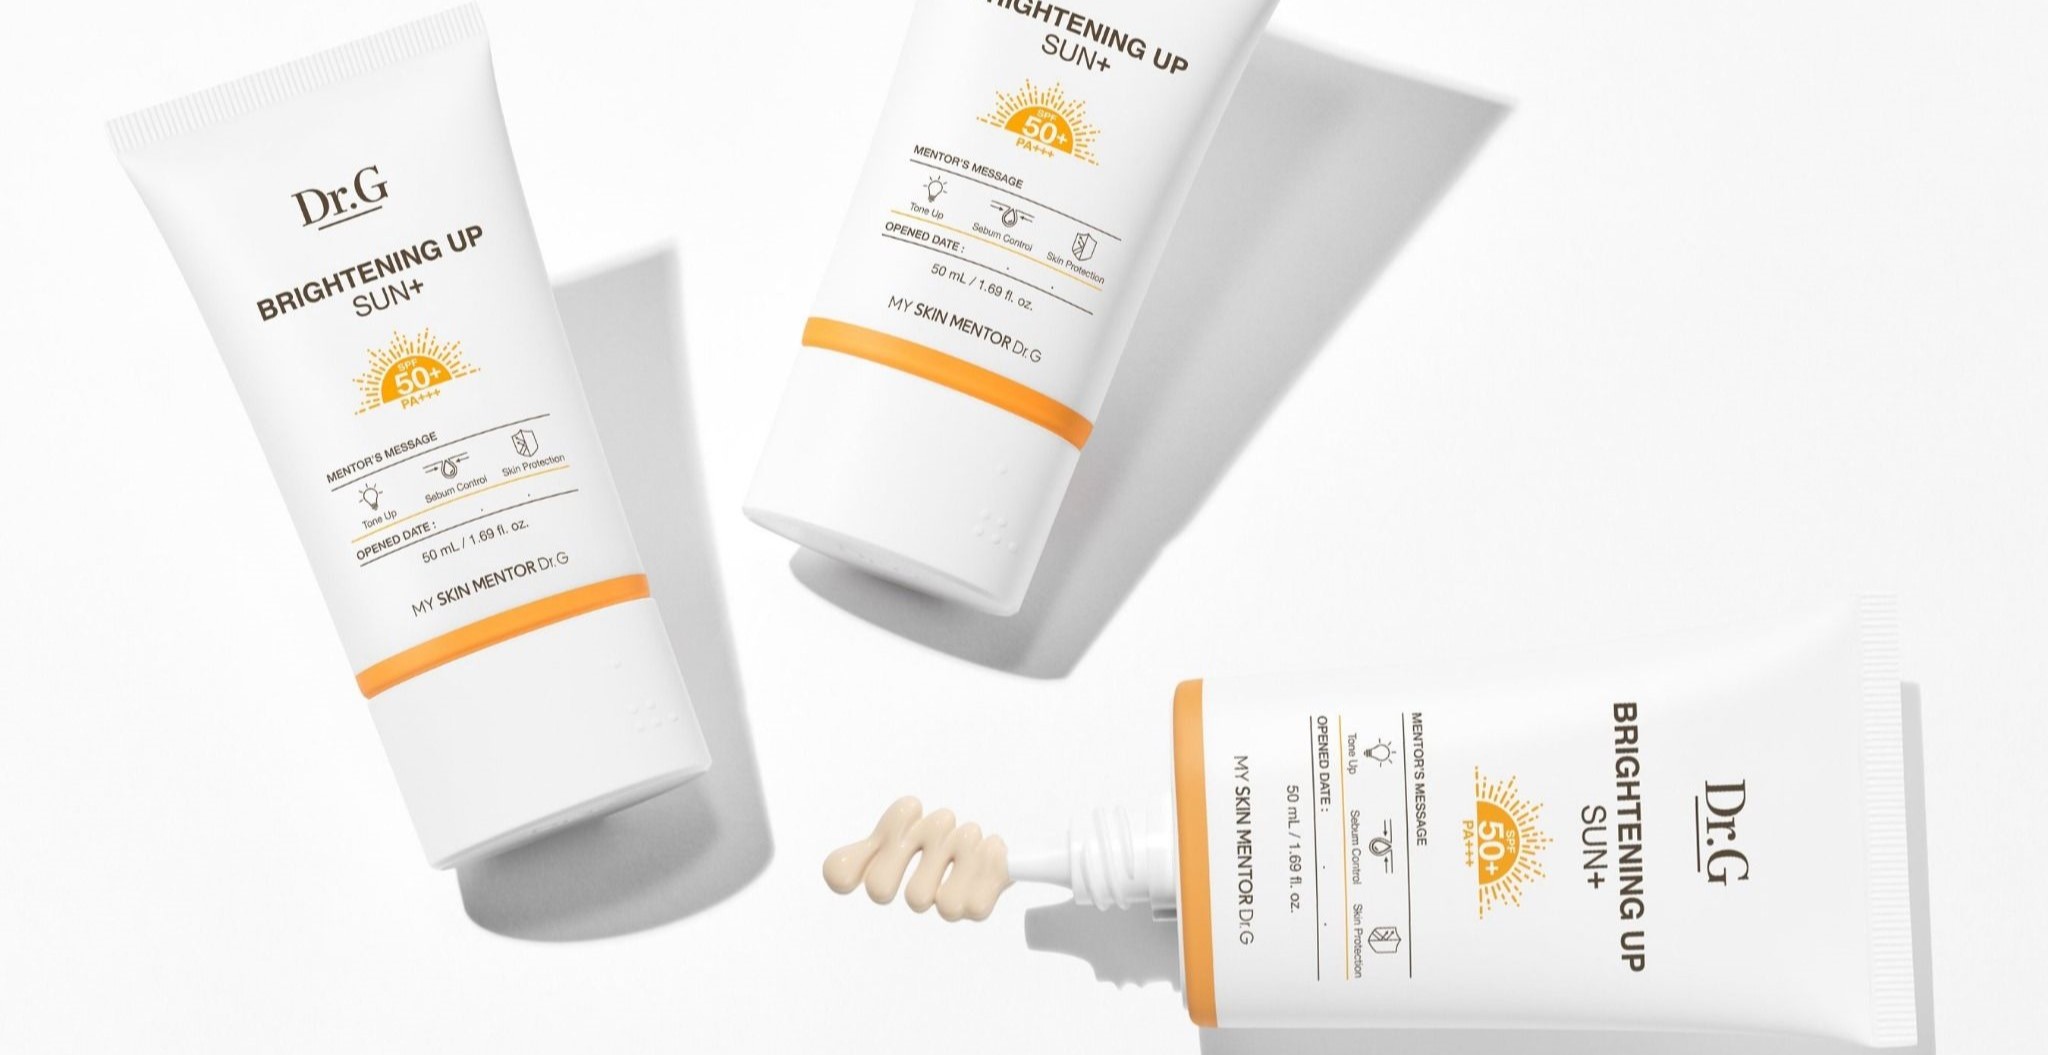 Dr.G
BRIGHTENING UP
SUN+
SPF
50+
PA+++
MENTOR'S MESSAGE
Tone Up
Sebum Control
Skin Protection
OPENED DATE : . .
50 mL / 1.69 fl. oz.
MY SKIN MENTOR Dr.G
RIGHTENING UP
SUN+
SPF
50+
PA+++
MENTOR'S MESSAGE
Tone Up
Sebum Control
Skin Protection
OPENED DATE : . .
50 mL / 1.69 fl. oz.
MY SKIN MENTOR Dr.G
Dr.G
BRIGHTENING UP
SUN+
SPF
50+
PA+++
MENTOR'S MESSAGE
Tone Up
Sebum Control
Skin Protection
OPENED DATE : . .
50 mL / 1.69 fl. oz.
MY SKIN MENTOR Dr.G